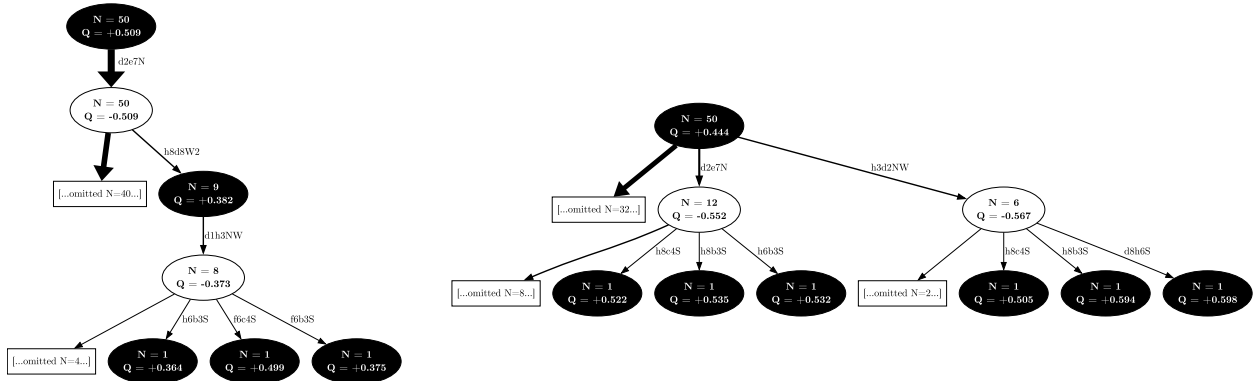 N = 50
Q = +0.509
d2e7N
N = 50
Q = -0.509
h8d8W2
[...omitted N=40...]
N = 9
Q = +0.382
d1h3NW
N = 8
Q = -0.373
h6b3S
f6c4S
f6b3S
[...omitted N=4...]
N = 1
Q = +0.364
N = 1
Q = +0.499
N = 1
Q = +0.375
N = 50
Q = +0.444
d2e7N
h3d2NW
[...omitted N=32...]
N = 12
Q = -0.552
N = 6
Q = -0.567
h8c4S
h8b3S
h6b3S
h8c4S
h8b3S
d8h6S
[...omitted N=8...]
N = 1
Q = +0.522
N = 1
Q = +0.535
N = 1
Q = +0.532
[...omitted N=2...]
N = 1
Q = +0.505
N = 1
Q = +0.594
N = 1
Q = +0.598